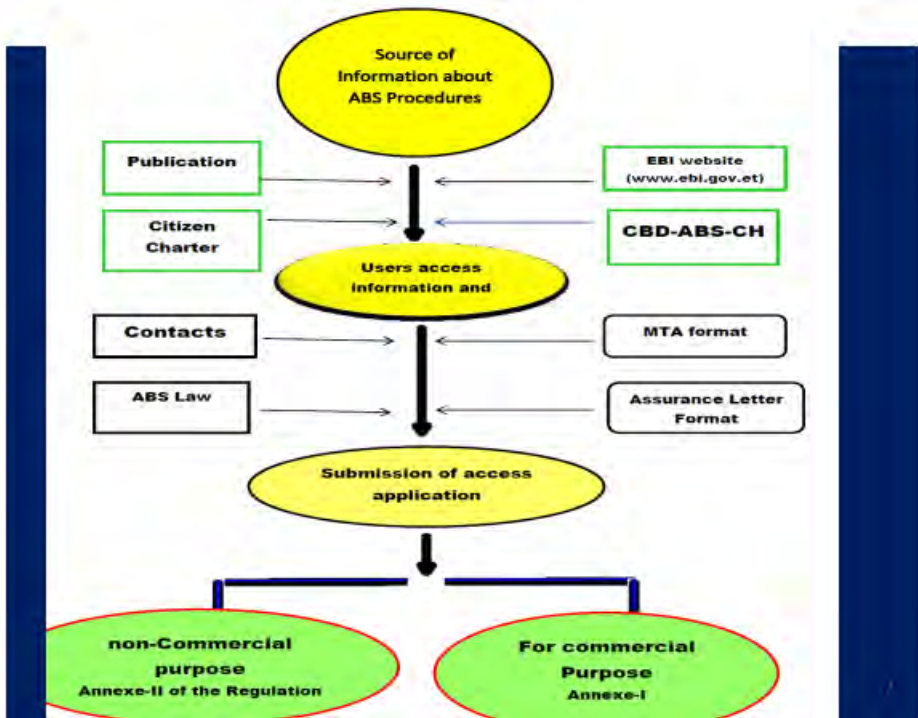 Source of
Information about
ABS Procedures
Publication
EBI website
(www.ebi.gov.et)
Citizen
Charter
CBD-ABS-CH
Users access
information and
Contacts
MTA format
ABS Law
Assurance Letter
Format
Submission of access
application
non-Commercial
purpose
Annexe-II of the Regulation
For commercial
Purpose
Annexe-I